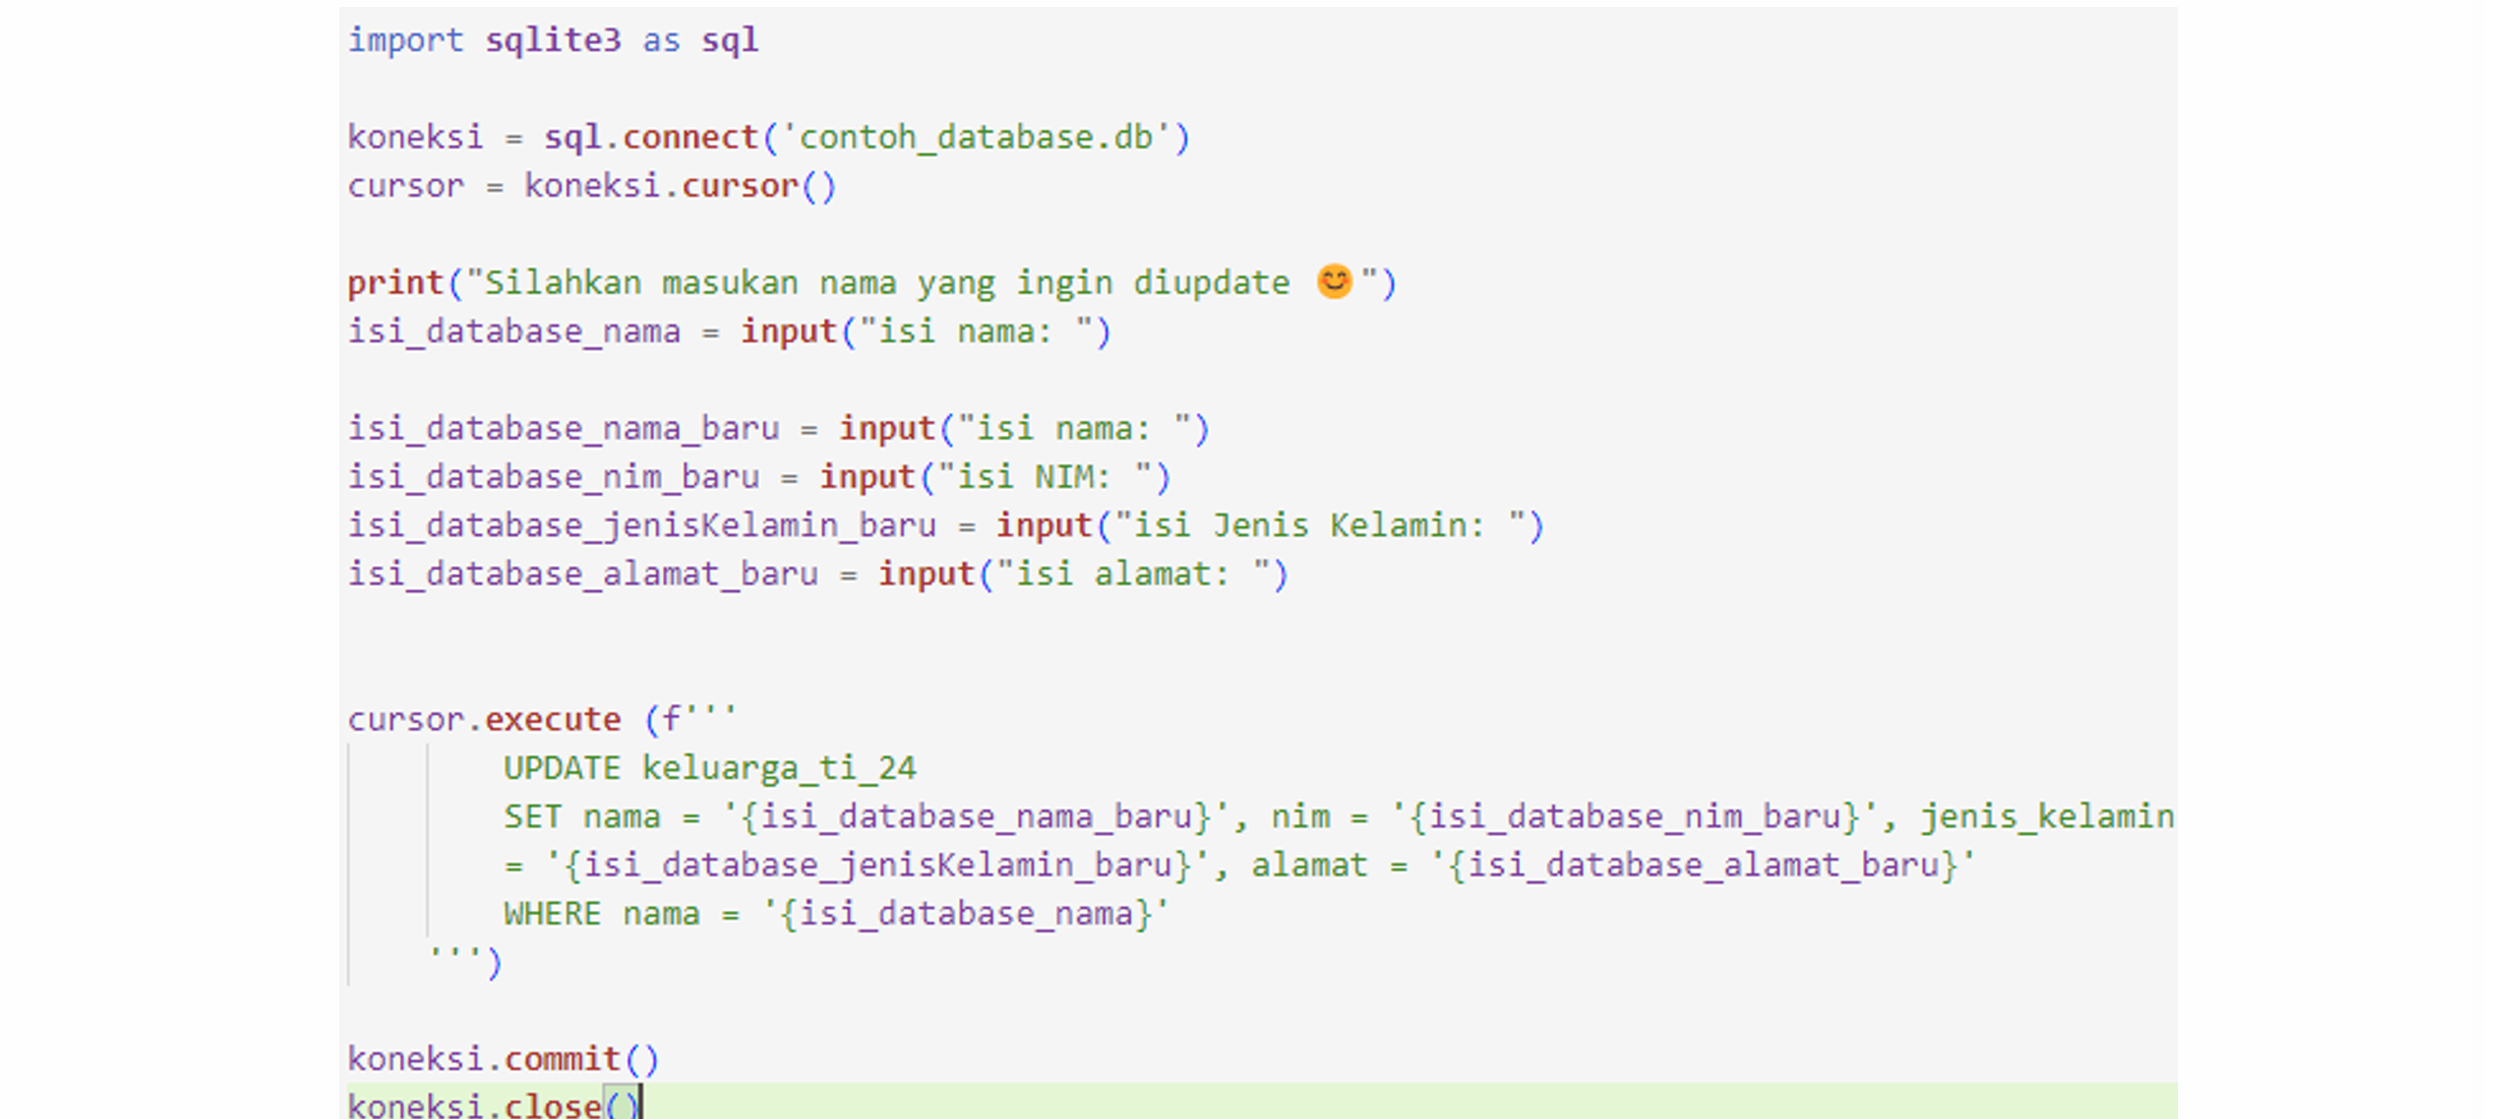 import sqlite3 as sql
koneksi = sql.connect('contoh_database.db')
cursor = koneksi.cursor()
print("Silahkan masukan nama yang ingin diupdate 😊")
isi_database_nama = input("isi nama: ")
isi_database_nama_baru = input("isi nama: ")
isi_database_nim_baru = input("isi NIM: ")
isi_database_jenisKelamin_baru = input("isi Jenis Kelamin: ")
isi_database_alamat_baru = input("isi alamat: ")
cursor.execute (f'''
UPDATE keluarga_ti_24
SET nama = '{isi_database_nama_baru}', nim = '{isi_database_nim_baru}', jenis_kelamin
= '{isi_database_jenisKelamin_baru}', alamat = '{isi_database_alamat_baru}'
WHERE nama = '{isi_database_nama}'
''')
koneksi.commit()
koneksi.close()